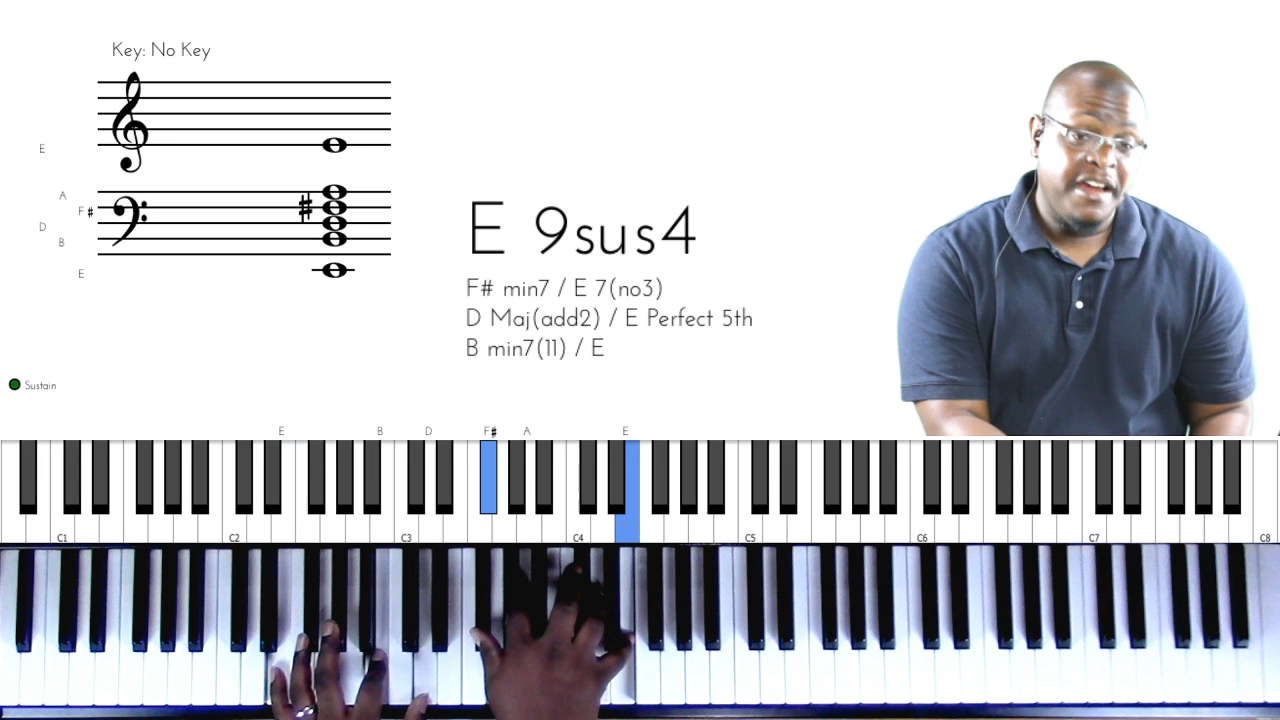 Key: No Key
E
A
F#
D
B
E
E 9sus4
F# min7 / E 7(no3)
D Maj(add2) / E Perfect 5th
B min7(11) / E
Sustain
E B D F# A E
C1 C2 C3 C4 C5 C6 C7 C8